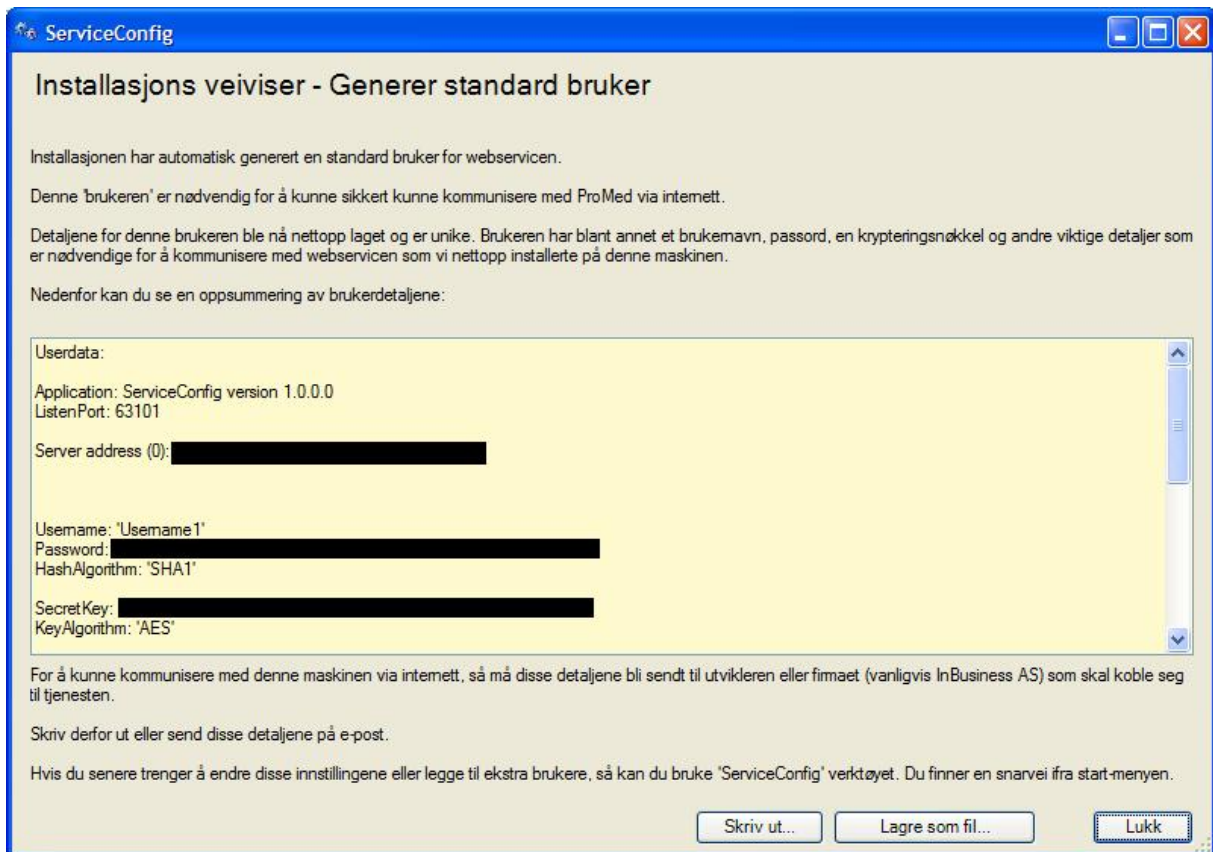 ServiceConfig
Installasjons veiviser - Generer standard bruker
Installasjonen har automatisk generert en standard bruker for webservicen.
Denne 'brukeren' er nødvendig for å kunne sikkert kunne kommunisere med ProMed via internett.
Detaljene for denne brukeren ble nå nettopp laget og er unike. Brukeren har blant annet et brukernavn, passord, en krypteringsnøkkel og andre viktige detaljer som
er nødvendige for å kommunisere med webservicen som vi nettopp installerte på denne maskinen.
Nedenfor kan du se en oppsummering av brukerdetaljene:
Userdata:
Application: ServiceConfig version 1.0.0.0
ListenPort: 63101
Server address (0):
Username: 'Username1'
Password:
HashAlgorithm: 'SHA1'
SecretKey:
KeyAlgorithm: 'AES'
For å kunne kommunisere med denne maskinen via internett, så må disse detaljene bli sendt til utvikleren eller firmaet (vanligvis InBusiness AS) som skal koble seg
til tjenesten.
Skriv derfor ut eller send disse detaljene på e-post.
Hvis du senere trenger å endre disse innstillingene eller legge til ekstra brukere, så kan du bruke 'ServiceConfig' verktøyet. Du finner en snarvei ifra start-menyen.
Skriv ut...
Lagre som fil...
Lukk